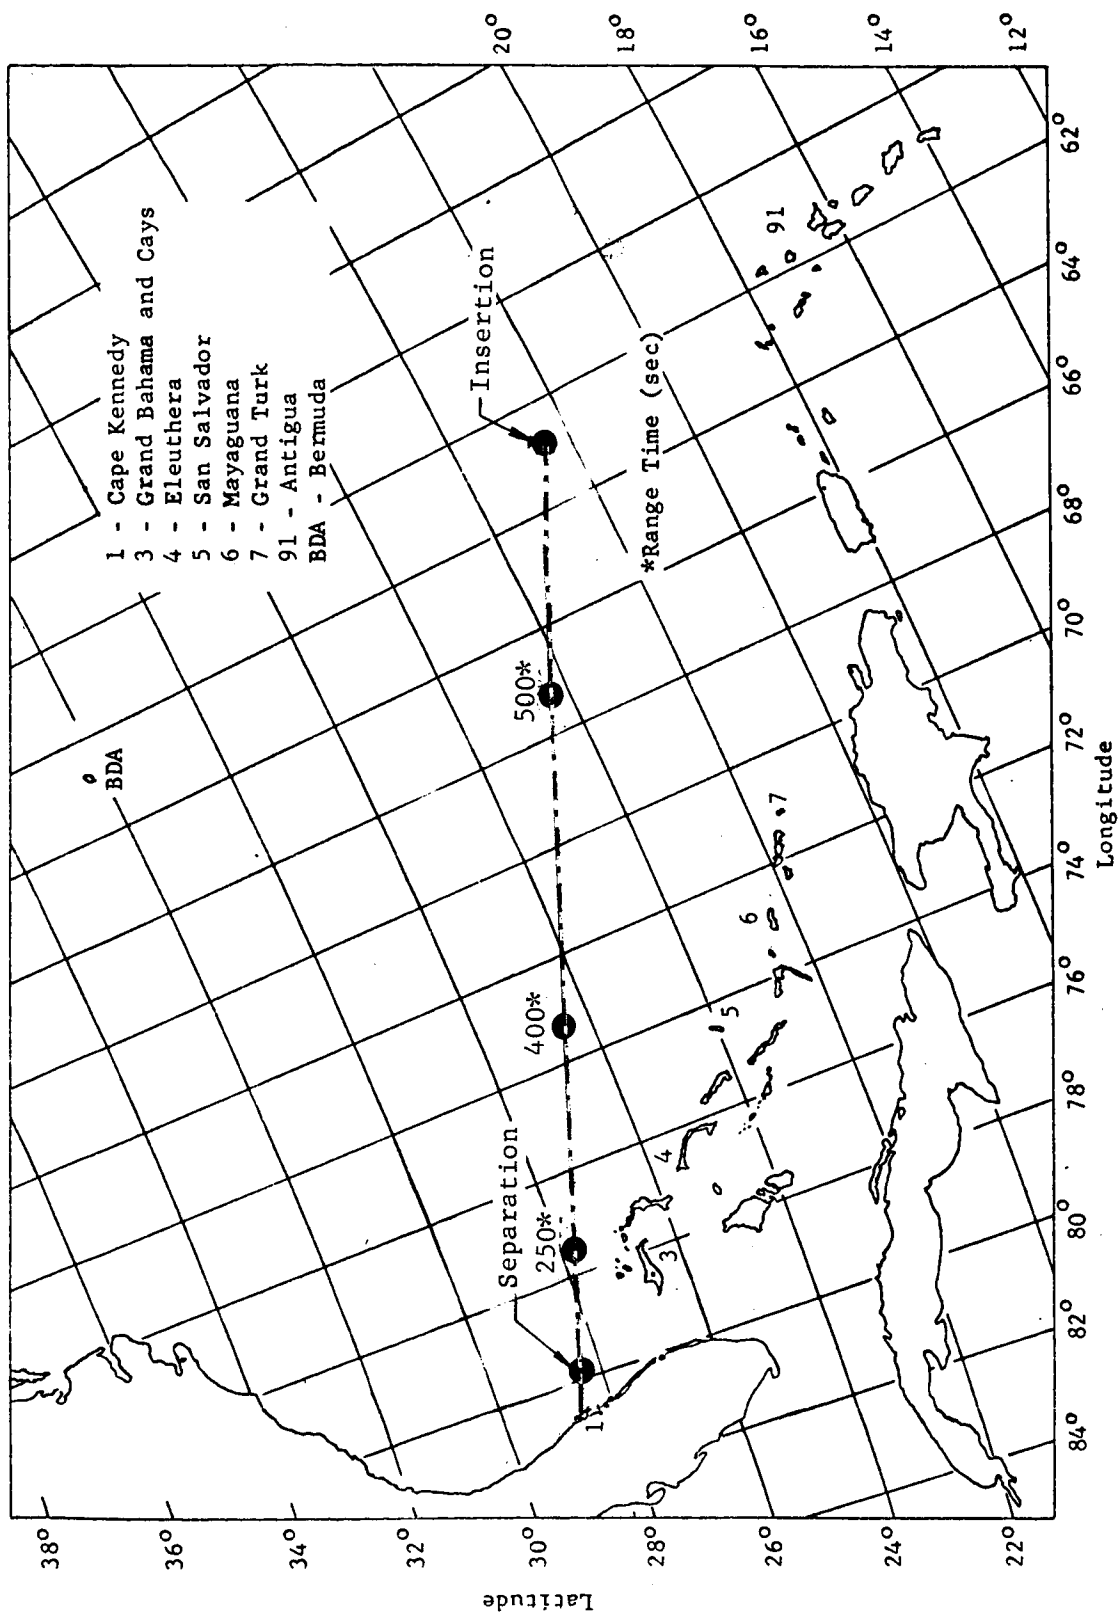 1 - Cape Kennedy
3 - Grand Bahama and Cays
4 - Eleuthera
5 - San Salvador
6 - Mayaguana
7 - Grand Turk
91 - Antigua
BDA - Bermuda
BDA
Insertion
500*
400*
Separation
250*
*Range Time (sec)
1
3
4
5
6
7
91
Latitude
38°
36°
34°
32°
30°
28°
26°
24°
22°
20°
18°
16°
14°
12°
84°
82°
80°
78°
76°
74°
72°
70°
68°
66°
64°
62°
Longitude